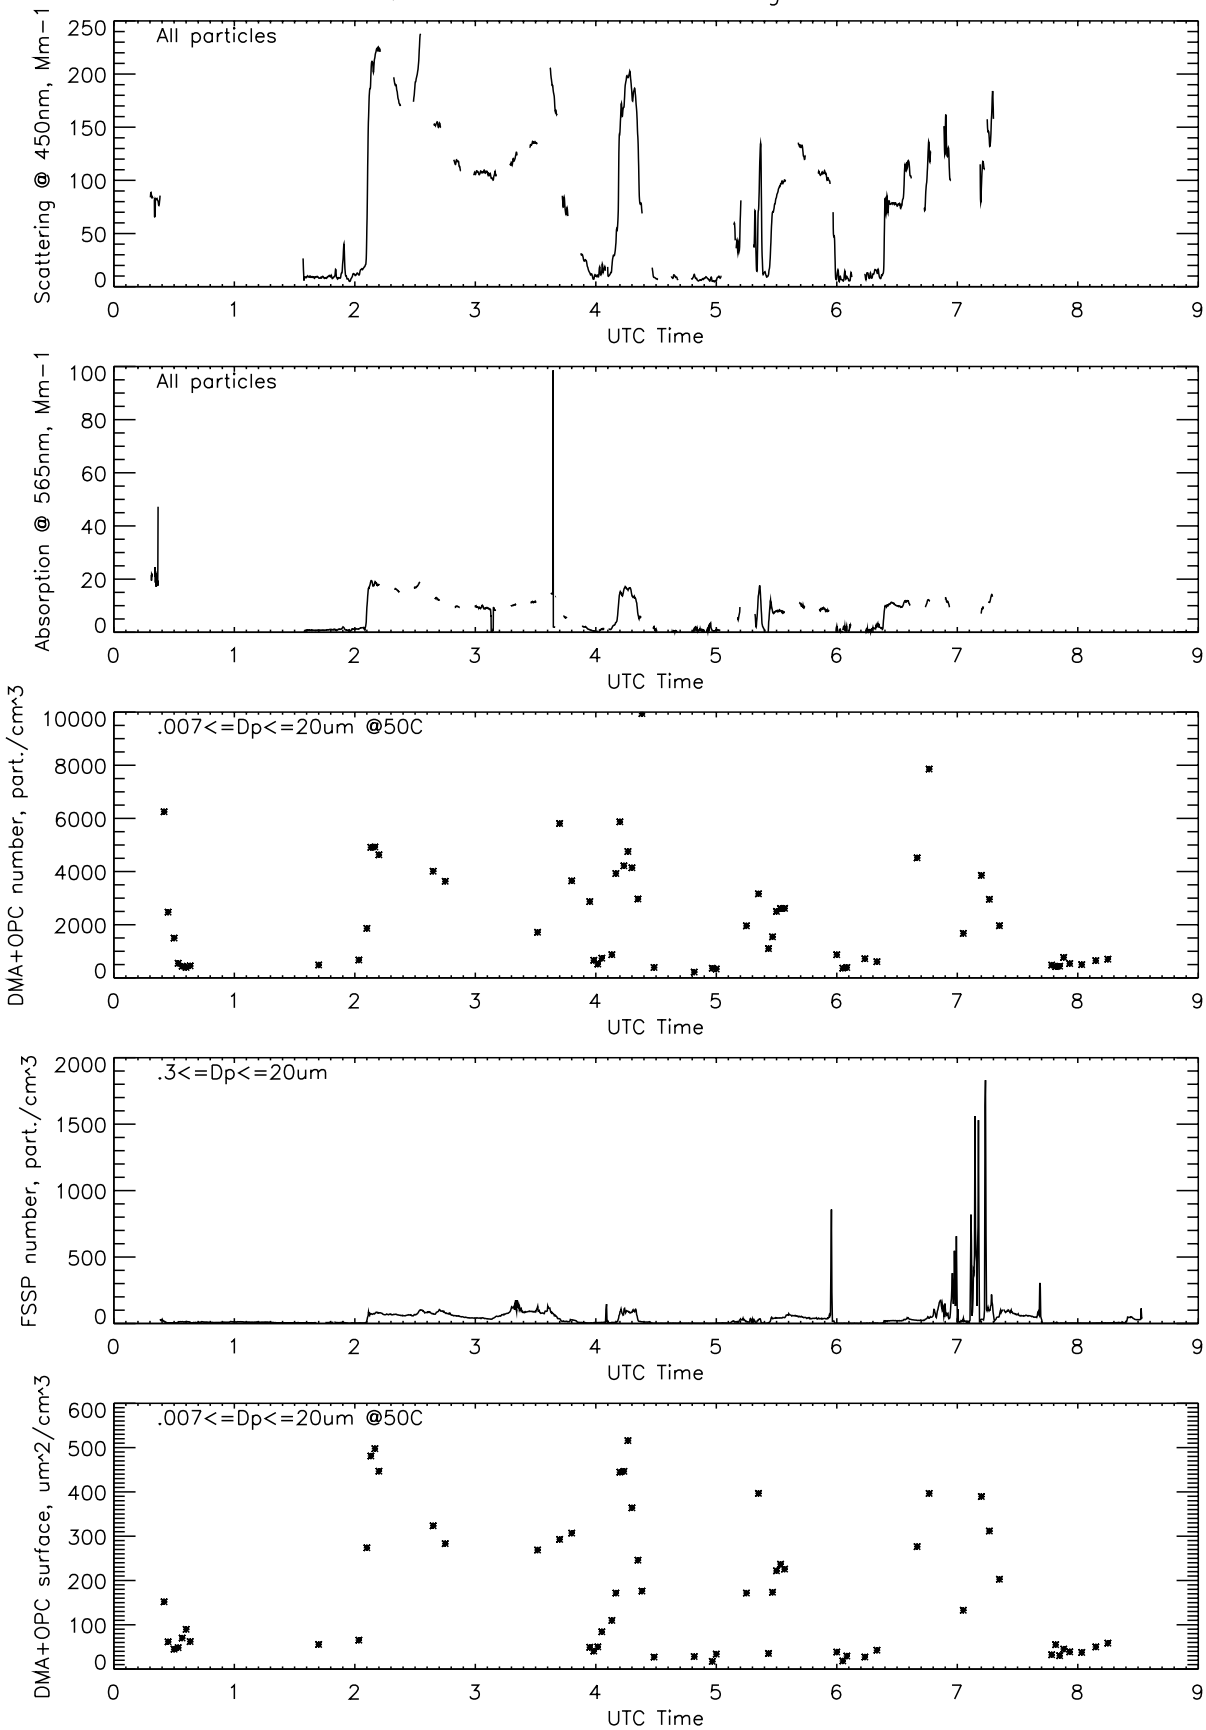 All particles
Scattering @ 450nm, Mm-1
250
200
150
100
50
0
0 1 2 3 4 5 6 7 8 9
UTC Time
All particles
Absorption @ 565nm, Mm-1
100
80
60
40
20
0
0 1 2 3 4 5 6 7 8 9
UTC Time
.007<=Dp<=20um @50C
DMA+OPC number, part./cm^3
10000
8000
6000
4000
2000
0
0 1 2 3 4 5 6 7 8 9
UTC Time
.3<=Dp<=20um
FSSP number, part./cm^3
2000
1500
1000
500
0
0 1 2 3 4 5 6 7 8 9
UTC Time
.007<=Dp<=20um @50C
DMA+OPC surface, um^2/cm^3
600
500
400
300
200
100
0
0 1 2 3 4 5 6 7 8 9
UTC Time